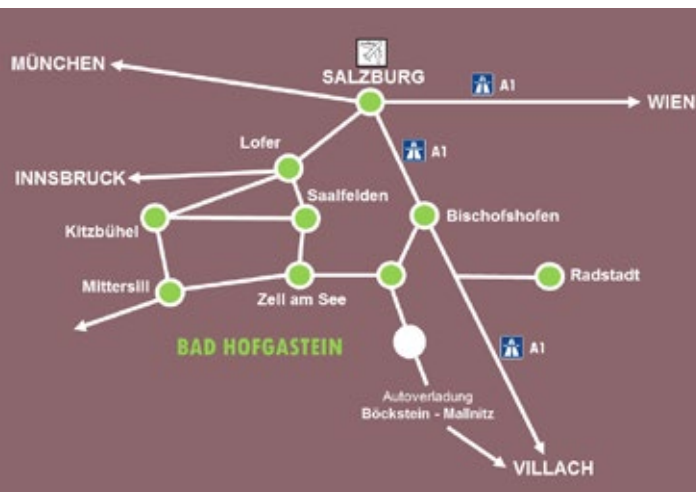 MÜNCHEN
SALZBURG
A1
WIEN
Lofer
A1
INNSBRUCK
Saalfelden
Kitzbühel
Bischofshofen
Mittersill
Zell am See
Radstadt
BAD HOFGASTEIN
A1
Autoverladung
Böckstein - Mallnitz
VILLACH